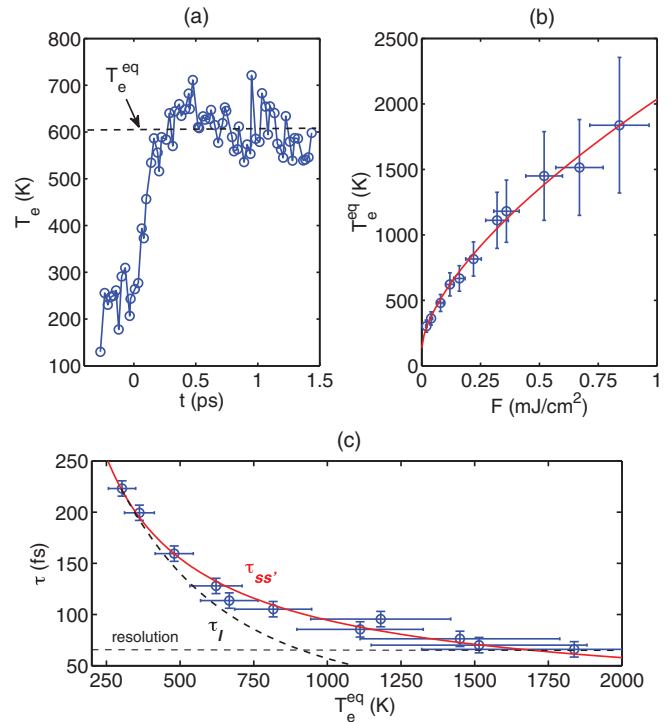 (a)
800
700
600
500
400
300
200
100
T_e (K)
T_e^eq
0
0.5
1
1.5
t (ps)
(b)
2500
2000
1500
1000
500
0
T_e^eq (K)
0
0.25
0.5
0.75
1
F (mJ/cm²)
(c)
250
200
150
100
50
τ (fs)
τ_ss'
τ_l
resolution
250
500
750
1000
1250
1500
1750
2000
T_e^eq (K)